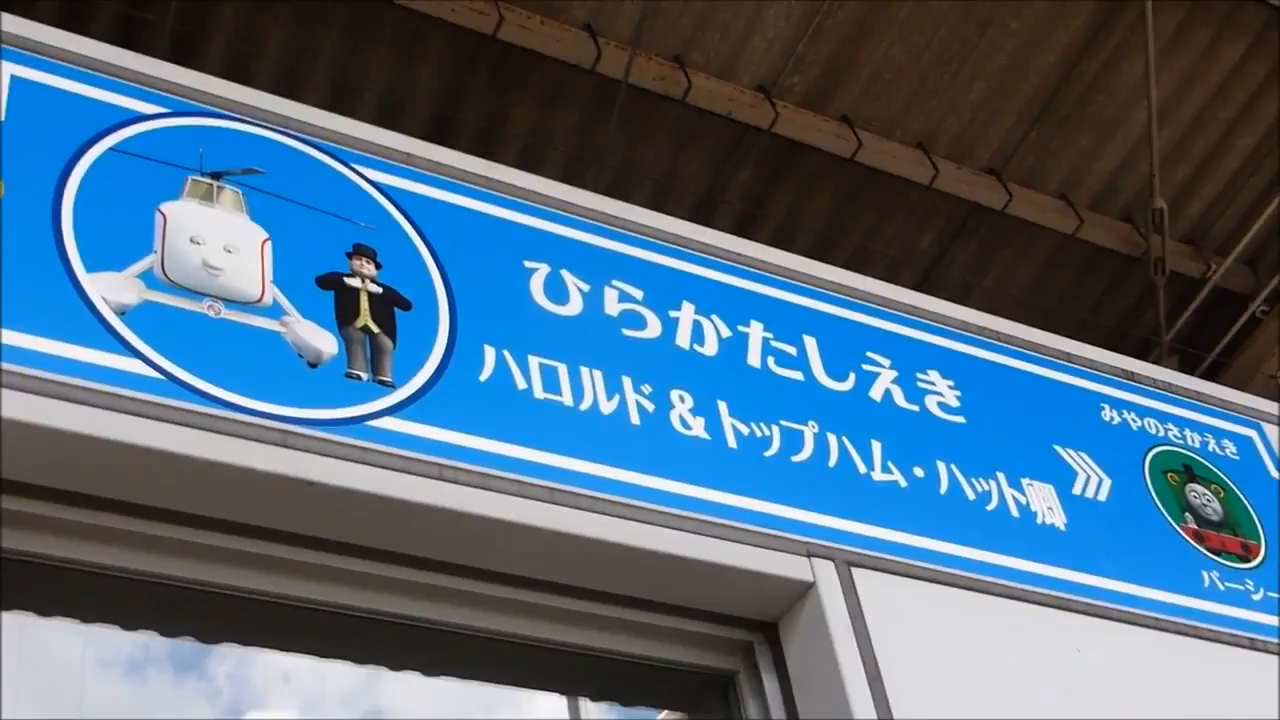 ひらかたしえき
ハロルド&トップハム・ハット卿
みやのさかえき
パーシー